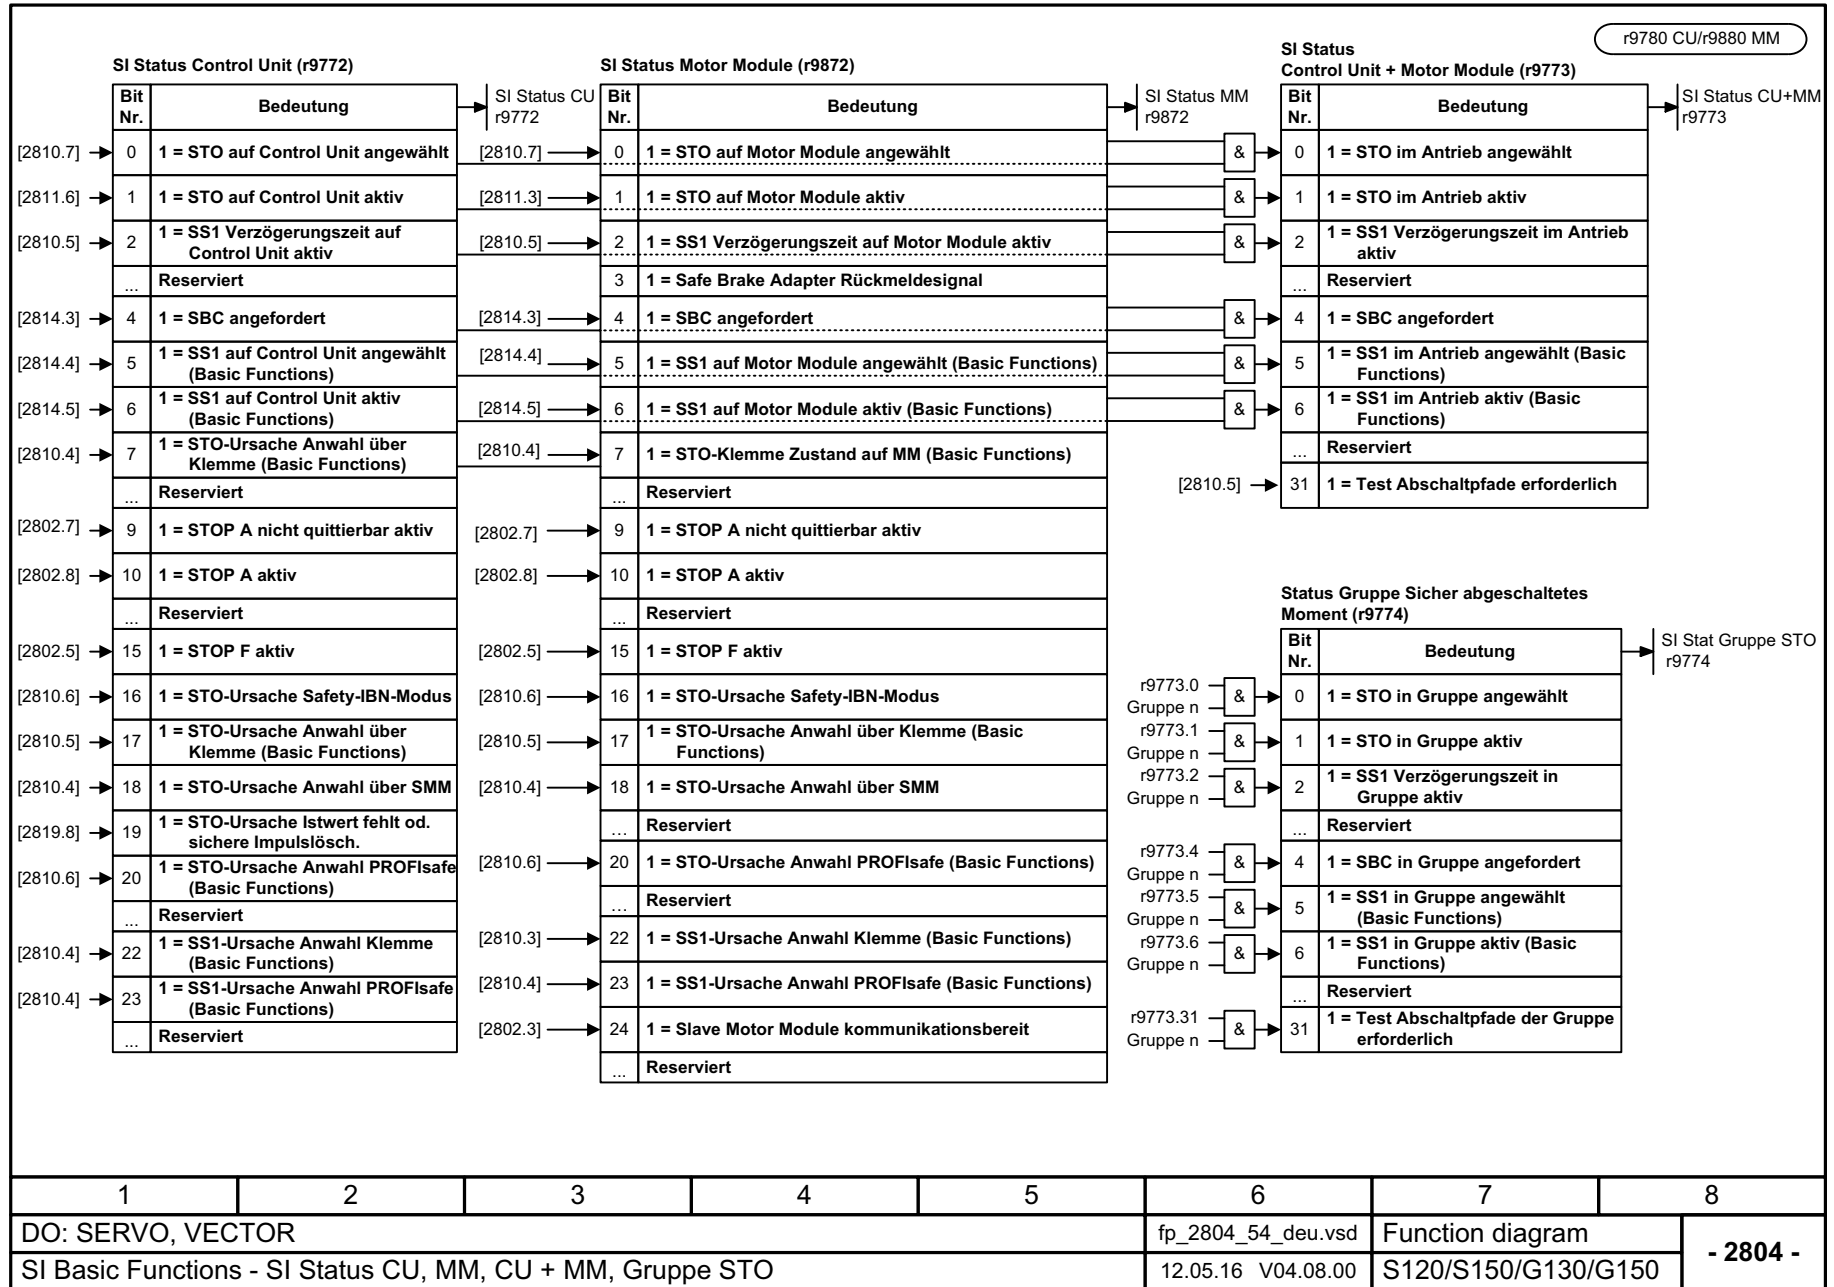 r9780 CU/r9880 MM
SI Status Control Unit (r9772)
Bit Nr. Bedeutung
SI Status CU
r9772
[2810.7] 0 1 = STO auf Control Unit angewählt
[2811.6] 1 1 = STO auf Control Unit aktiv
[2810.5] 2 1 = SS1 Verzögerungszeit auf
Control Unit aktiv
... Reserviert
[2814.3] 4 1 = SBC angefordert
[2814.4] 5 1 = SS1 auf Control Unit angewählt
(Basic Functions)
[2814.5] 6 1 = SS1 auf Control Unit aktiv
(Basic Functions)
[2810.4] 7 1 = STO-Ursache Anwahl über
Klemme (Basic Functions)
... Reserviert
[2802.7] 9 1 = STOP A nicht quittierbar aktiv
[2802.8] 10 1 = STOP A aktiv
... Reserviert
[2802.5] 15 1 = STOP F aktiv
[2810.6] 16 1 = STO-Ursache Safety-IBN-Modus
[2810.5] 17 1 = STO-Ursache Anwahl über
Klemme (Basic Functions)
[2810.4] 18 1 = STO-Ursache Anwahl über SMM
[2819.8] 19 1 = STO-Ursache Istwert fehlt od.
sichere Impulslösch.
[2810.6] 20 1 = STO-Ursache Anwahl PROFIsafe
(Basic Functions)
... Reserviert
[2810.4] 22 1 = SS1-Ursache Anwahl Klemme
(Basic Functions)
[2810.4] 23 1 = SS1-Ursache Anwahl PROFIsafe
(Basic Functions)
... Reserviert
SI Status Motor Module (r9872)
Bit Nr. Bedeutung
SI Status MM
r9872
[2810.7] 0 1 = STO auf Motor Module angewählt
[2811.3] 1 1 = STO auf Motor Module aktiv
[2810.5] 2 1 = SS1 Verzögerungszeit auf Motor Module aktiv
3 1 = Safe Brake Adapter Rückmeldesignal
[2814.3] 4 1 = SBC angefordert
[2814.4] 5 1 = SS1 auf Motor Module angewählt (Basic Functions)
[2814.5] 6 1 = SS1 auf Motor Module aktiv (Basic Functions)
[2810.4] 7 1 = STO-Klemme Zustand auf MM (Basic Functions)
... Reserviert
[2802.7] 9 1 = STOP A nicht quittierbar aktiv
[2802.8] 10 1 = STOP A aktiv
... Reserviert
[2802.5] 15 1 = STOP F aktiv
[2810.6] 16 1 = STO-Ursache Safety-IBN-Modus
[2810.5] 17 1 = STO-Ursache Anwahl über Klemme (Basic
Functions)
[2810.4] 18 1 = STO-Ursache Anwahl über SMM
... Reserviert
[2810.6] 20 1 = STO-Ursache Anwahl PROFIsafe (Basic Functions)
... Reserviert
[2810.3] 22 1 = SS1-Ursache Anwahl Klemme (Basic Functions)
[2810.4] 23 1 = SS1-Ursache Anwahl PROFIsafe (Basic Functions)
[2802.3] 24 1 = Slave Motor Module kommunikationsbereit
... Reserviert
SI Status
Control Unit + Motor Module (r9773)
Bit Nr. Bedeutung
SI Status CU+MM
r9773
& 0 1 = STO im Antrieb angewählt
& 1 1 = STO im Antrieb aktiv
& 2 1 = SS1 Verzögerungszeit im Antrieb
aktiv
... Reserviert
& 4 1 = SBC angefordert
& 5 1 = SS1 im Antrieb angewählt (Basic
Functions)
& 6 1 = SS1 im Antrieb aktiv (Basic
Functions)
... Reserviert
[2810.5] 31 1 = Test Abschaltpfade erforderlich
Status Gruppe Sicher abgeschaltetes
Moment (r9774)
Bit Nr. Bedeutung
SI Stat Gruppe STO
r9774
r9773.0
Gruppe n & 0 1 = STO in Gruppe angewählt
r9773.1
Gruppe n & 1 1 = STO in Gruppe aktiv
r9773.2
Gruppe n & 2 1 = SS1 Verzögerungszeit in
Gruppe aktiv
... Reserviert
r9773.4
Gruppe n & 4 1 = SBC in Gruppe angefordert
r9773.5
Gruppe n & 5 1 = SS1 in Gruppe angewählt
(Basic Functions)
r9773.6
Gruppe n & 6 1 = SS1 in Gruppe aktiv (Basic
Functions)
... Reserviert
r9773.31
Gruppe n & 31 1 = Test Abschaltpfade der Gruppe
erforderlich
1 2 3 4 5 6 7 8
DO: SERVO, VECTOR fp_2804_54_deu.vsd Function diagram
- 2804 -
SI Basic Functions - SI Status CU, MM, CU + MM, Gruppe STO 12.05.16 V04.08.00 S120/S150/G130/G150